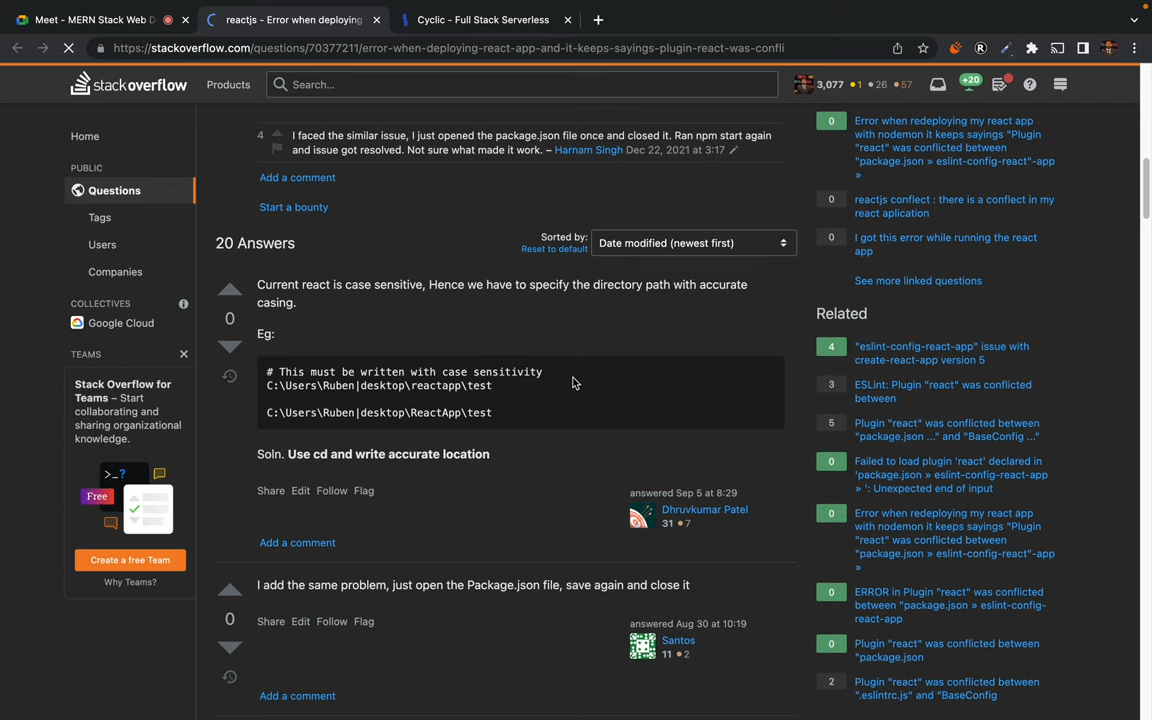 Meet - MERN Stack Web D
reactjs - Error when deploying
Cyclic - Full Stack Serverless
https://stackoverflow.com/questions/70377211/error-when-deploying-react-app-and-it-keeps-sayings-plugin-react-was-confli
stackoverflow
Products
Search...
3,077 1 26 57
+20
Home
PUBLIC
Questions
Tags
Users
Companies
COLLECTIVES
Google Cloud
TEAMS
Stack Overflow for
Teams – Start
collaborating and
sharing organizational
knowledge.
>_?
Free
Create a free Team
Why Teams?
4 I faced the similar issue, I just opened the package.json file once and closed it. Ran npm start again
and issue got resolved. Not sure what made it work. – Harnam Singh Dec 22, 2021 at 3:17
Add a comment
Start a bounty
20 Answers
Sorted by:
Reset to default
Date modified (newest first)
Current react is case sensitive, Hence we have to specify the directory path with accurate
casing.
0
Eg:
# This must be written with case sensitivity
C:\Users\Ruben|desktop\reactapp\test
C:\Users\Ruben|desktop\ReactApp\test
Soln. Use cd and write accurate location
Share Edit Follow Flag
answered Sep 5 at 8:29
Dhruvkumar Patel
31 7
Add a comment
I add the same problem, just open the Package.json file, save again and close it
0
Share Edit Follow Flag
answered Aug 30 at 10:19
Santos
11 2
Add a comment
0 Error when redeploying my react app
with nodemon it keeps sayings "Plugin
"react" was conflicted between
"package.json » eslint-config-react"-app
»
0 reactjs conflect : there is a conflect in my
react aplication
0 I got this error while running the react
app
See more linked questions
Related
4 "eslint-config-react-app" issue with
create-react-app version 5
3 ESLint: Plugin "react" was conflicted
between
5 Plugin "react" was conflicted between
"package.json ..." and "BaseConfig ..."
0 Failed to load plugin 'react' declared in
'package.json » eslint-config-react-app
» ': Unexpected end of input
0 Error when redeploying my react app
with nodemon it keeps sayings "Plugin
"react" was conflicted between
"package.json » eslint-config-react"-app
»
0 ERROR in Plugin "react" was conflicted
between "package.json » eslint-config-
react-app
0 Plugin "react" was conflicted between
"package.json
2 Plugin "react" was conflicted between
".eslintrc.js" and "BaseConfig